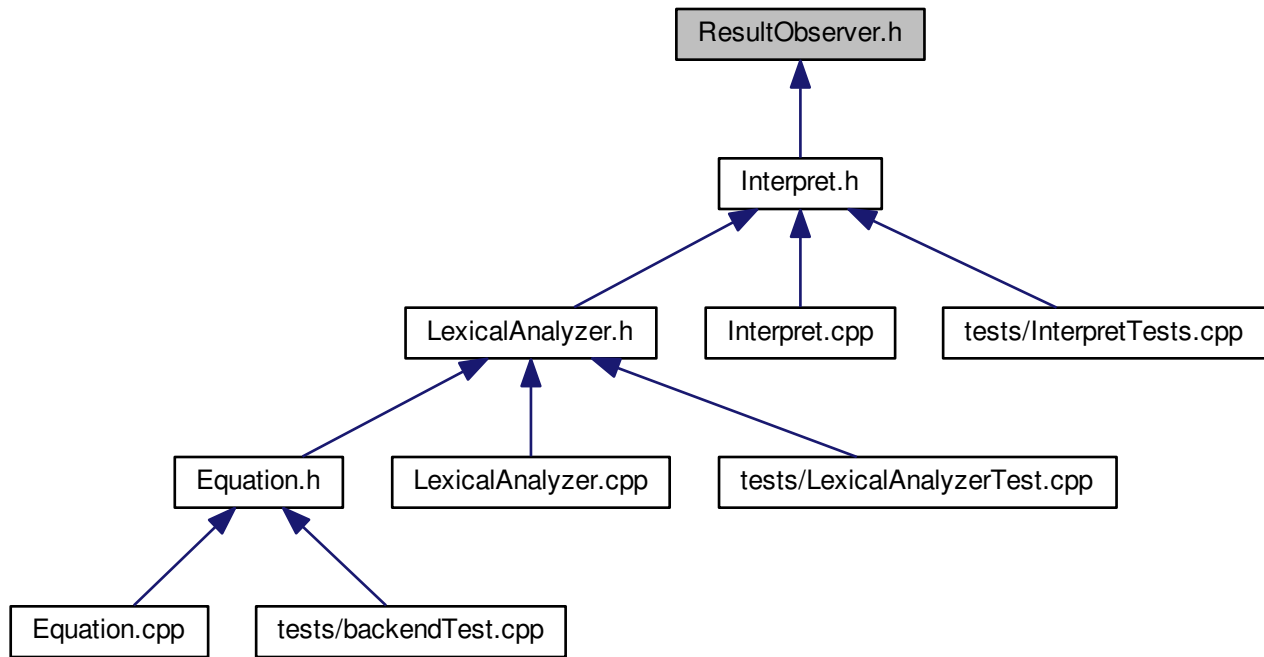 ResultObserver.h
Interpret.h
LexicalAnalyzer.h
Interpret.cpp
tests/InterpretTests.cpp
Equation.h
LexicalAnalyzer.cpp
tests/LexicalAnalyzerTest.cpp
Equation.cpp
tests/backendTest.cpp